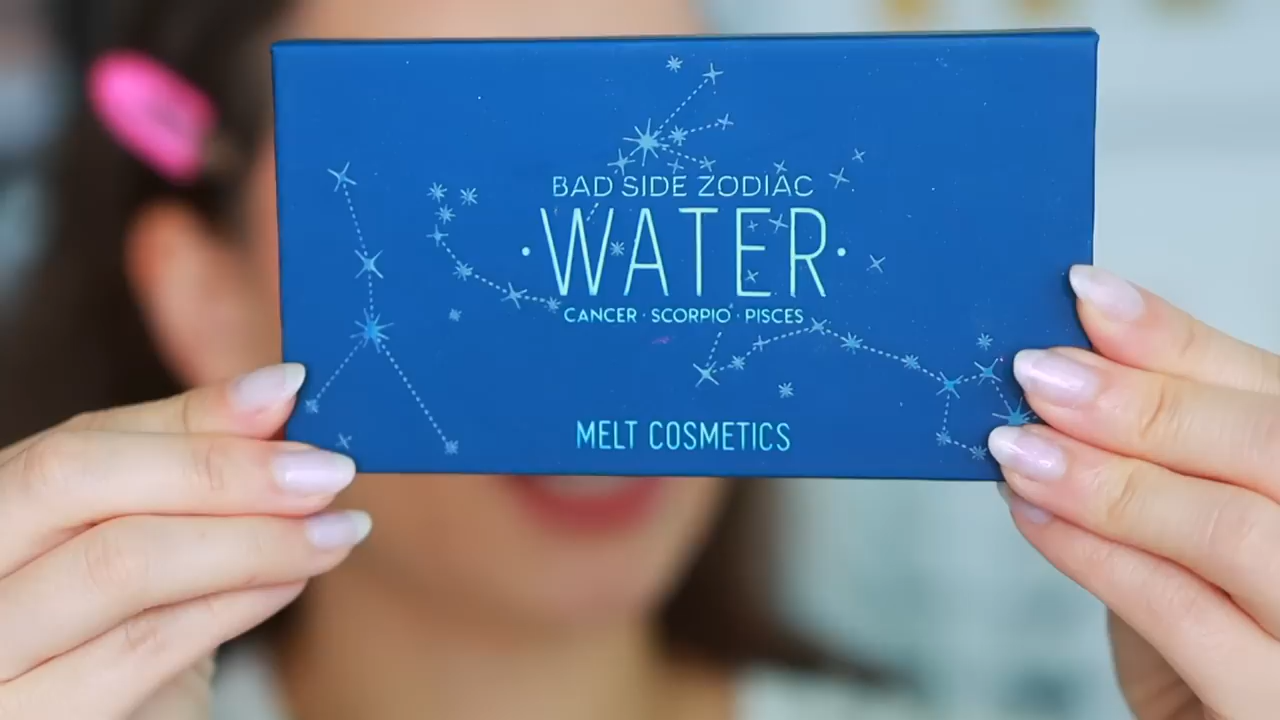 BAD SIDE ZODIAC
·WATER·
CANCER · SCORPIO · PISCES
MELT COSMETICS